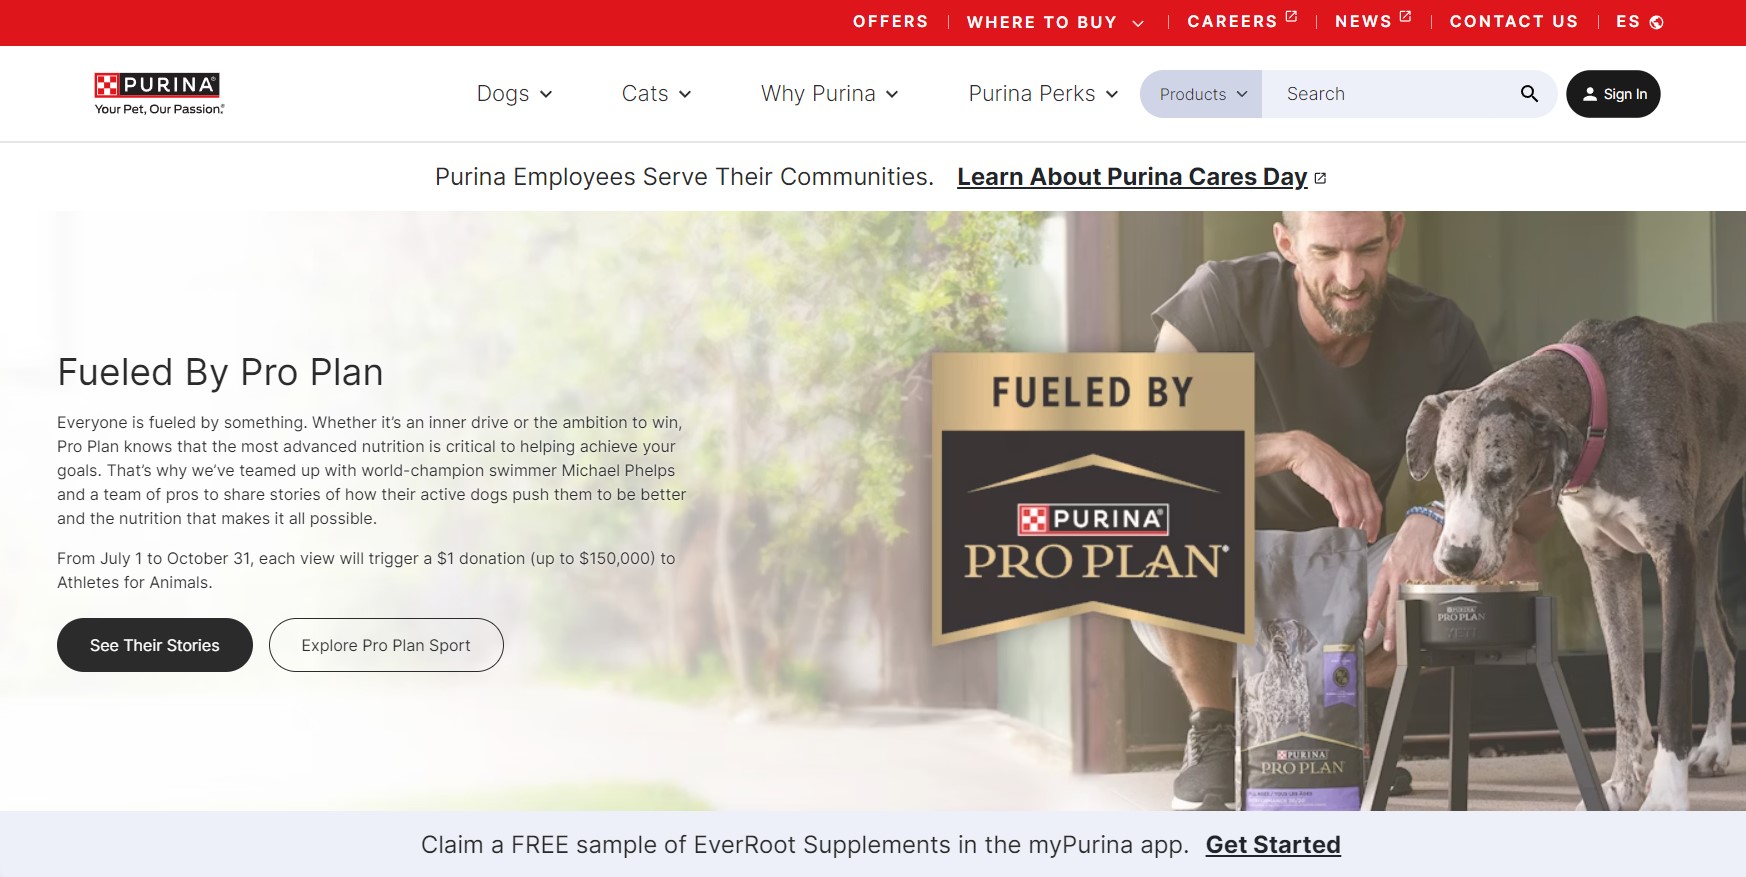 OFFERS WHERE TO BUY CAREERS NEWS CONTACT US ES
PURINA®
Your Pet, Our Passion.®
Dogs Cats Why Purina Purina Perks Products Search Sign In
Purina Employees Serve Their Communities. Learn About Purina Cares Day
Fueled By Pro Plan
Everyone is fueled by something. Whether it’s an inner drive or the ambition to win,
Pro Plan knows that the most advanced nutrition is critical to helping achieve your
goals. That’s why we’ve teamed up with world-champion swimmer Michael Phelps
and a team of pros to share stories of how their active dogs push them to be better
and the nutrition that makes it all possible.
From July 1 to October 31, each view will trigger a $1 donation (up to $150,000) to
Athletes for Animals.
See Their Stories Explore Pro Plan Sport
FUELED BY
PURINA®
PRO PLAN®
PURINA
PRO PLAN
YETI
PURINA
PRO PLAN
Claim a FREE sample of EverRoot Supplements in the myPurina app. Get Started